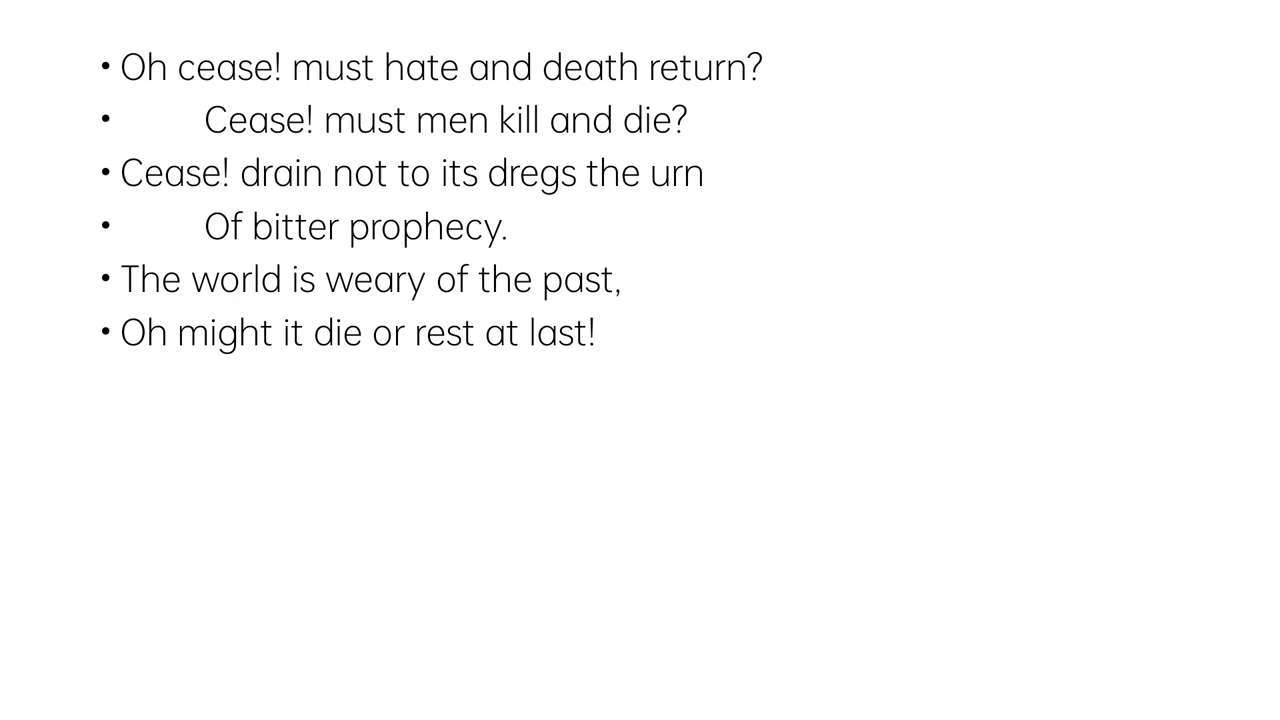 • Oh cease! must hate and death return?
• Cease! must men kill and die?
• Cease! drain not to its dregs the urn
• Of bitter prophecy.
• The world is weary of the past,
• Oh might it die or rest at last!